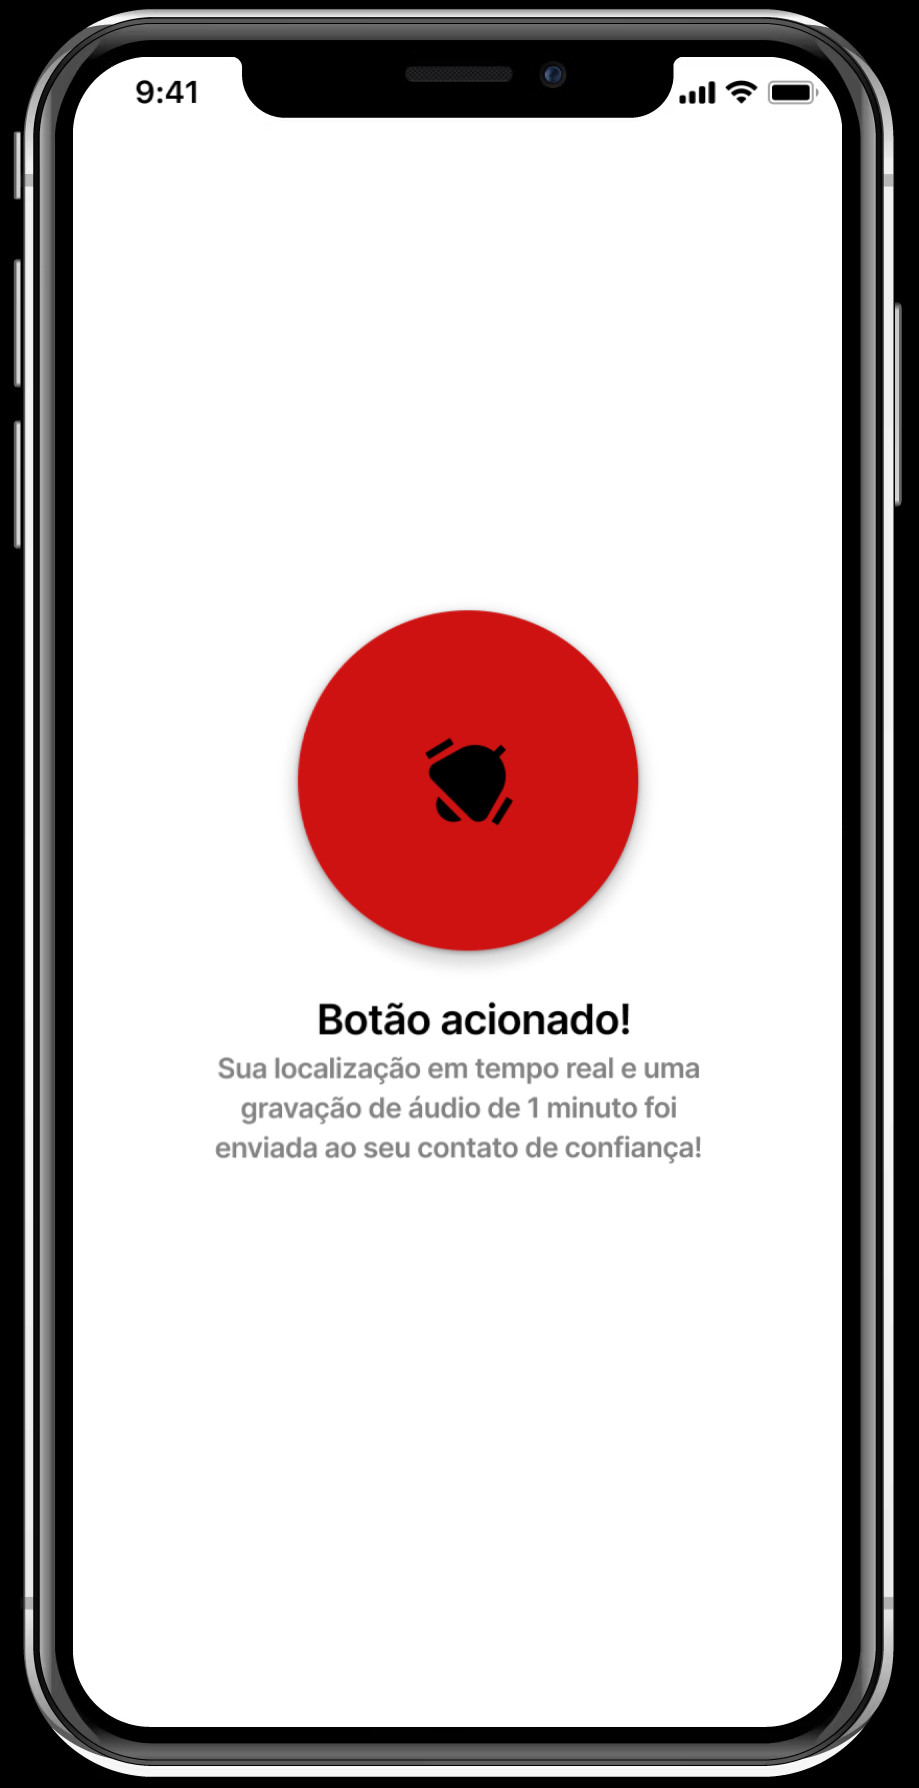 9:41
Botão acionado!
Sua localização em tempo real e uma
gravação de áudio de 1 minuto foi
enviada ao seu contato de confiança!